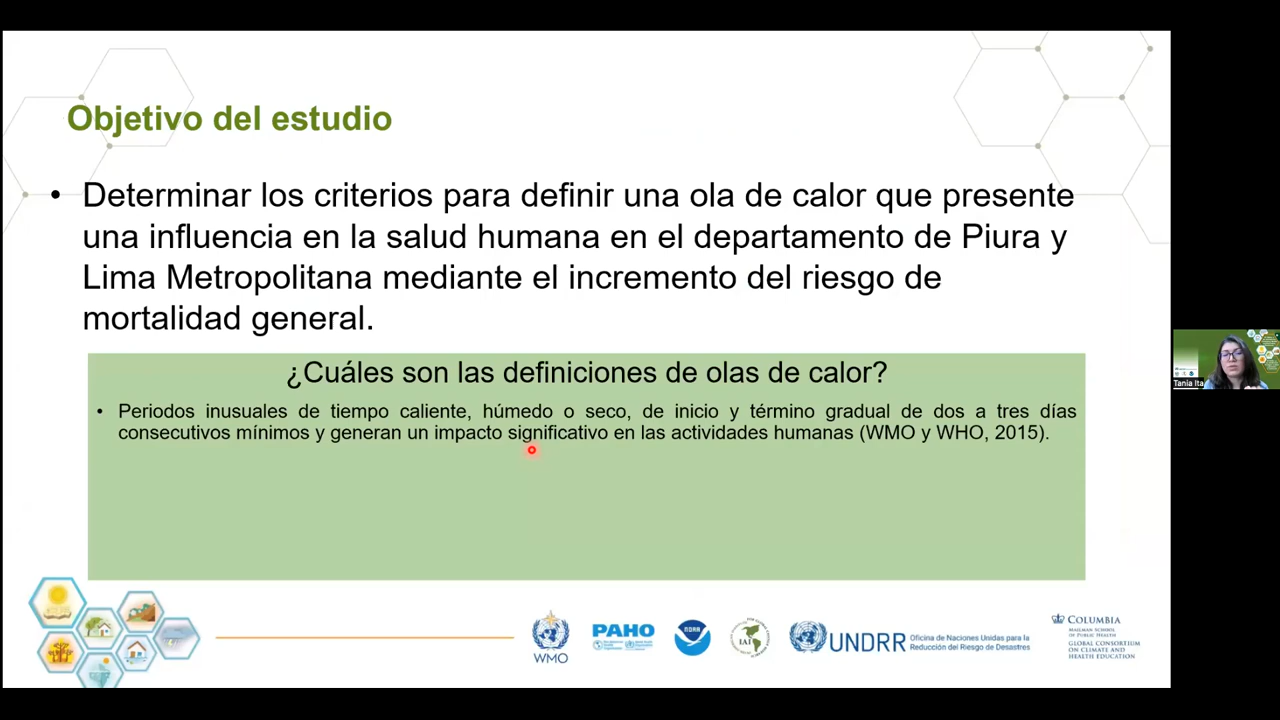 Objetivo del estudio
• Determinar los criterios para definir una ola de calor que presente
una influencia en la salud humana en el departamento de Piura y
Lima Metropolitana mediante el incremento del riesgo de
mortalidad general.
¿Cuáles son las definiciones de olas de calor?
• Periodos inusuales de tiempo caliente, húmedo o seco, de inicio y término gradual de dos a tres días
consecutivos mínimos y generan un impacto significativo en las actividades humanas (WMO y WHO, 2015).
Tania Ita
WMO
PAHO
NOAA
IAI
UNDRR
Oficina de Naciones Unidas para la
Reducción del Riesgo de Desastres
COLUMBIA
MAILMAN SCHOOL
OF PUBLIC HEALTH
GLOBAL CONSORTIUM
ON CLIMATE AND
HEALTH EDUCATION